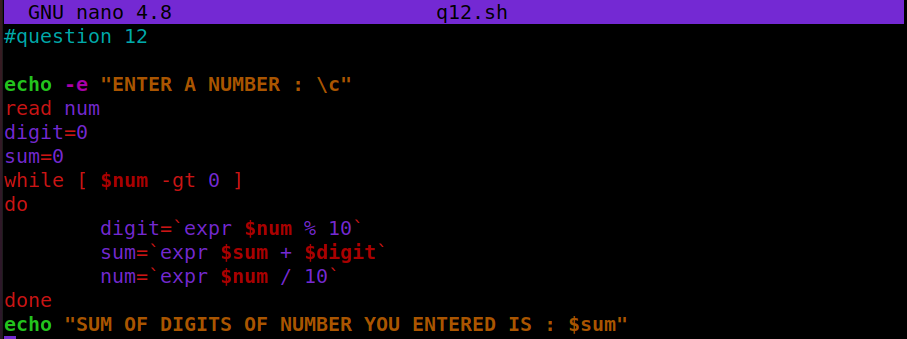 GNU nano 4.8 q12.sh
#question 12
echo -e "ENTER A NUMBER : \c"
read num
digit=0
sum=0
while [ $num -gt 0 ]
do
digit=`expr $num % 10`
sum=`expr $sum + $digit`
num=`expr $num / 10`
done
echo "SUM OF DIGITS OF NUMBER YOU ENTERED IS : $sum"